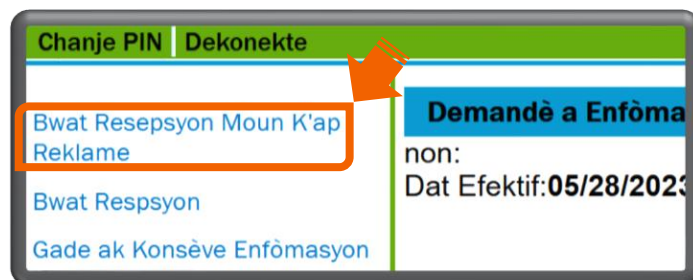 Chanje PIN Dekonekte
Bwat Resepsyon Moun K'ap
Reklame
Bwat Respsyon
Gade ak Konsève Enfòmasyon
Demandè a Enfòma
non:
Dat Efektif:05/28/2023